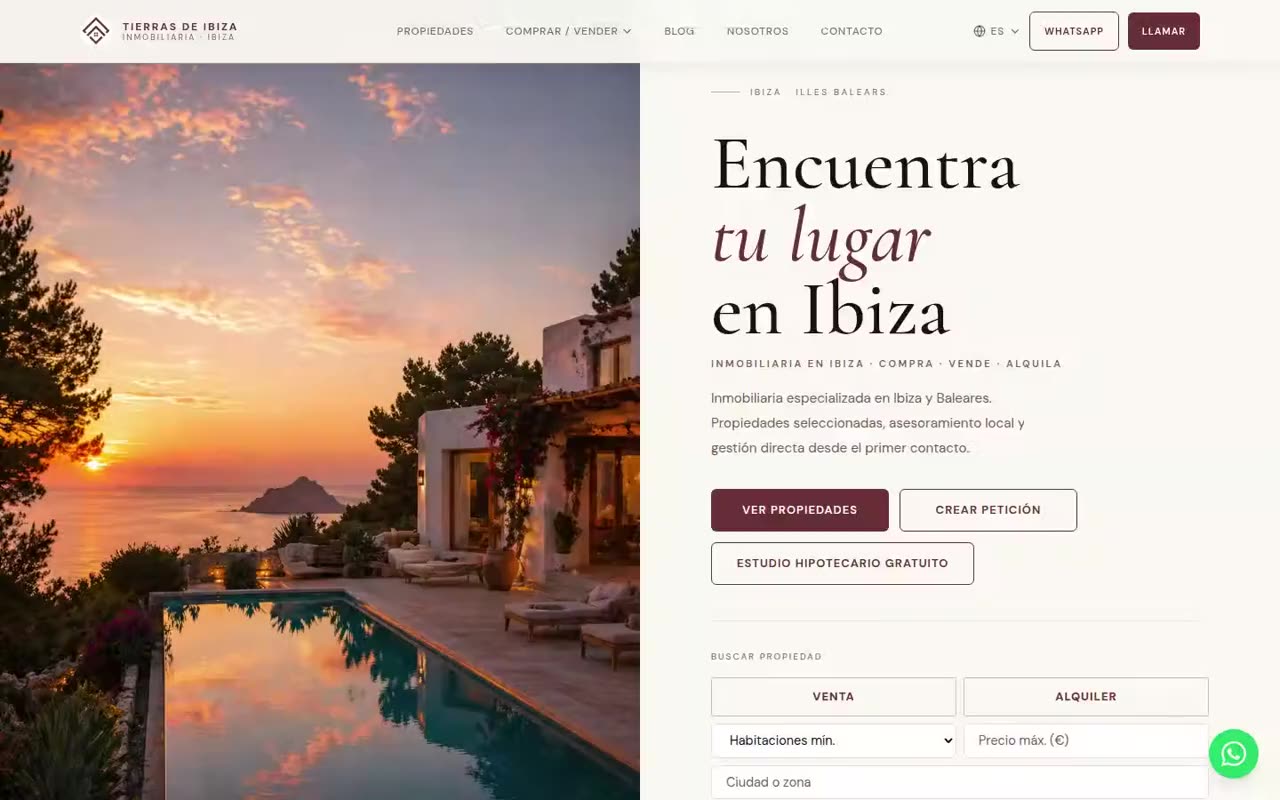 TIERRAS DE IBIZA
INMOBILIARIA · IBIZA
PROPIEDADES
COMPRAR / VENDER
BLOG
NOSOTROS
CONTACTO
ES
WHATSAPP
LLAMAR
IBIZA ILLES BALEARS
Encuentra
tu lugar
en Ibiza
INMOBILIARIA EN IBIZA · COMPRA · VENDE · ALQUILA
Inmobiliaria especializada en Ibiza y Baleares.
Propiedades seleccionadas, asesoramiento local y
gestión directa desde el primer contacto.
VER PROPIEDADES
CREAR PETICIÓN
ESTUDIO HIPOTECARIO GRATUITO
BUSCAR PROPIEDAD
VENTA
ALQUILER
Habitaciones mín.
Precio máx. (€)
Ciudad o zona